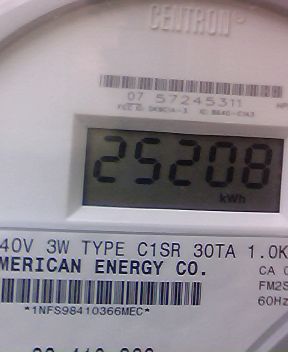 CENTRON®
07 57245311
25208
kWh
40V 3W TYPE C1SR 30TA 1.0K
MERICAN ENERGY CO.
CA
FM2S
60Hz
*1NFS98410366MEC*